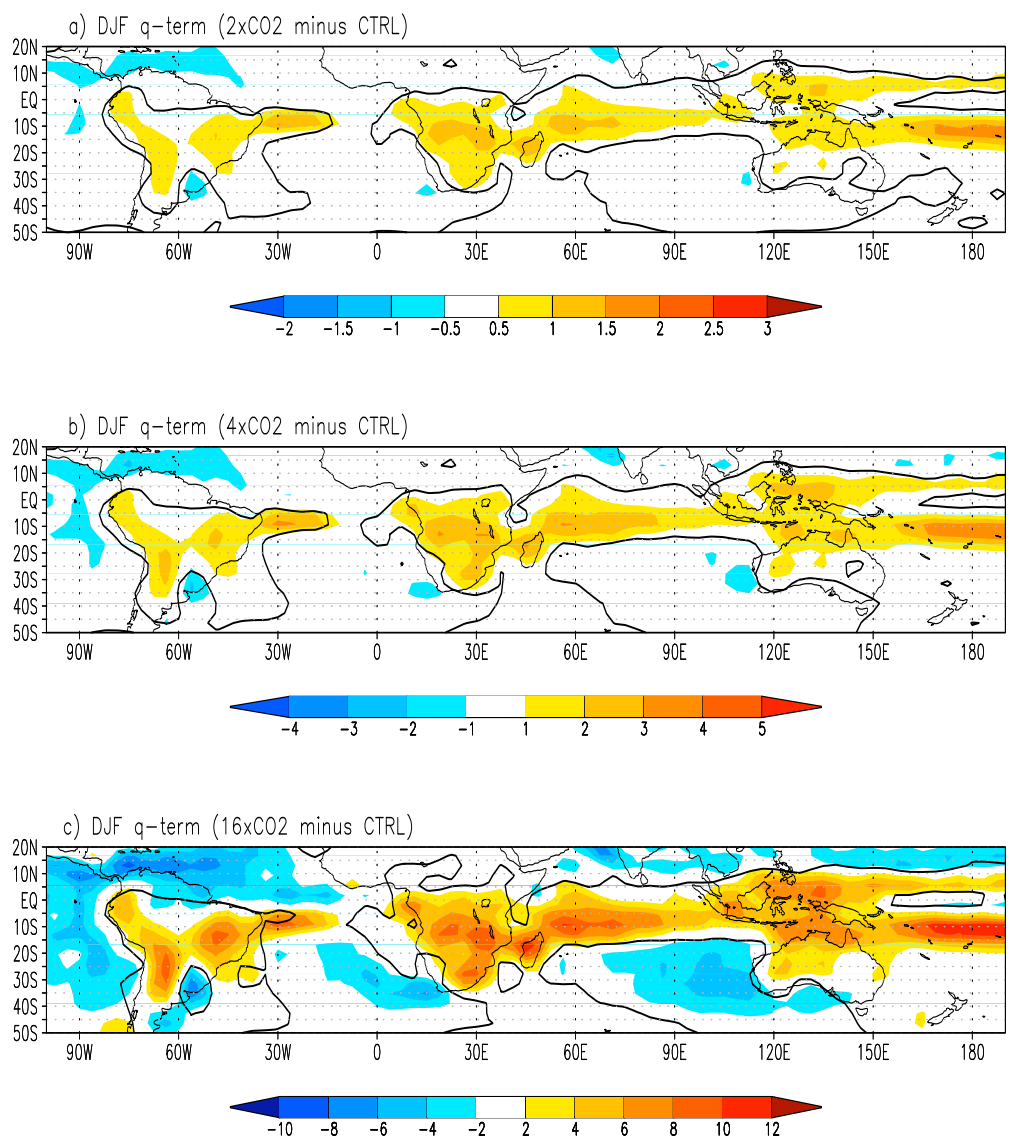 a) DJF q-term (2xCO2 minus CTRL)
20N
10N
EQ
10S
20S
30S
40S
50S
90W 60W 30W 0 30E 60E 90E 120E 150E 180
-2 -1.5 -1 -0.5 0.5 1 1.5 2 2.5 3
b) DJF q-term (4xCO2 minus CTRL)
20N
10N
EQ
10S
20S
30S
40S
50S
90W 60W 30W 0 30E 60E 90E 120E 150E 180
-4 -3 -2 -1 1 2 3 4 5
c) DJF q-term (16xCO2 minus CTRL)
20N
10N
EQ
10S
20S
30S
40S
50S
90W 60W 30W 0 30E 60E 90E 120E 150E 180
-10 -8 -6 -4 -2 2 4 6 8 10 12